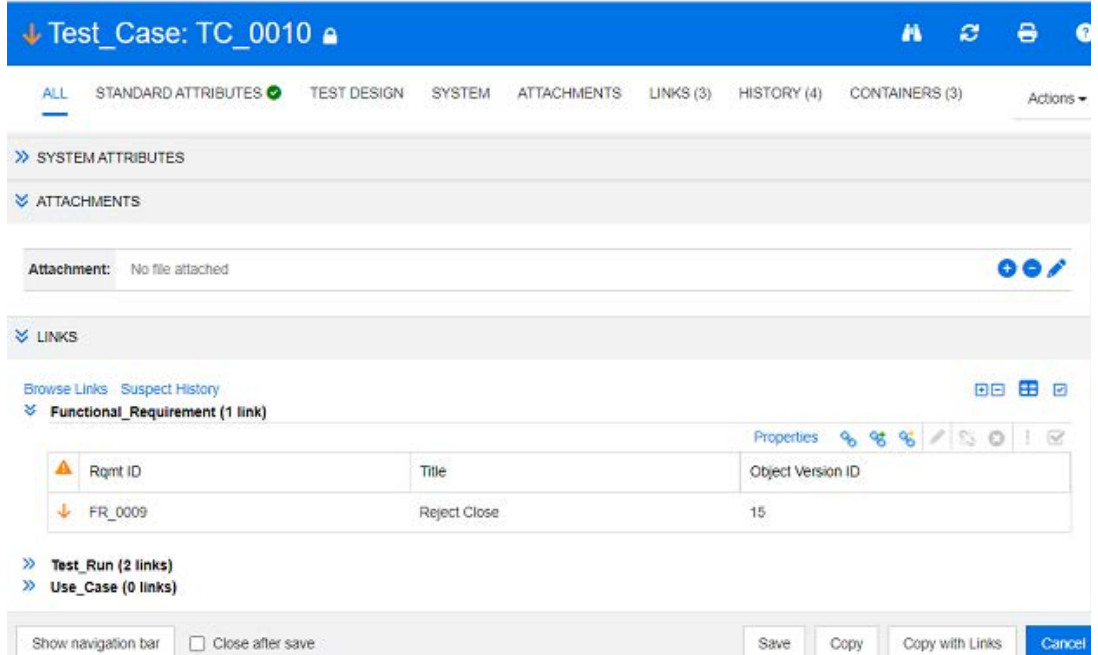 Test_Case: TC_0010
ALL STANDARD ATTRIBUTES TEST DESIGN SYSTEM ATTACHMENTS LINKS (3) HISTORY (4) CONTAINERS (3) Actions
SYSTEM ATTRIBUTES
ATTACHMENTS
Attachment: No file attached
LINKS
Browse Links Suspect History
Functional_Requirement (1 link)
Properties
Rqmt ID Title Object Version ID
FR_0009 Reject Close 15
Test_Run (2 links)
Use_Case (0 links)
Show navigation bar Close after save Save Copy Copy with Links Cancel